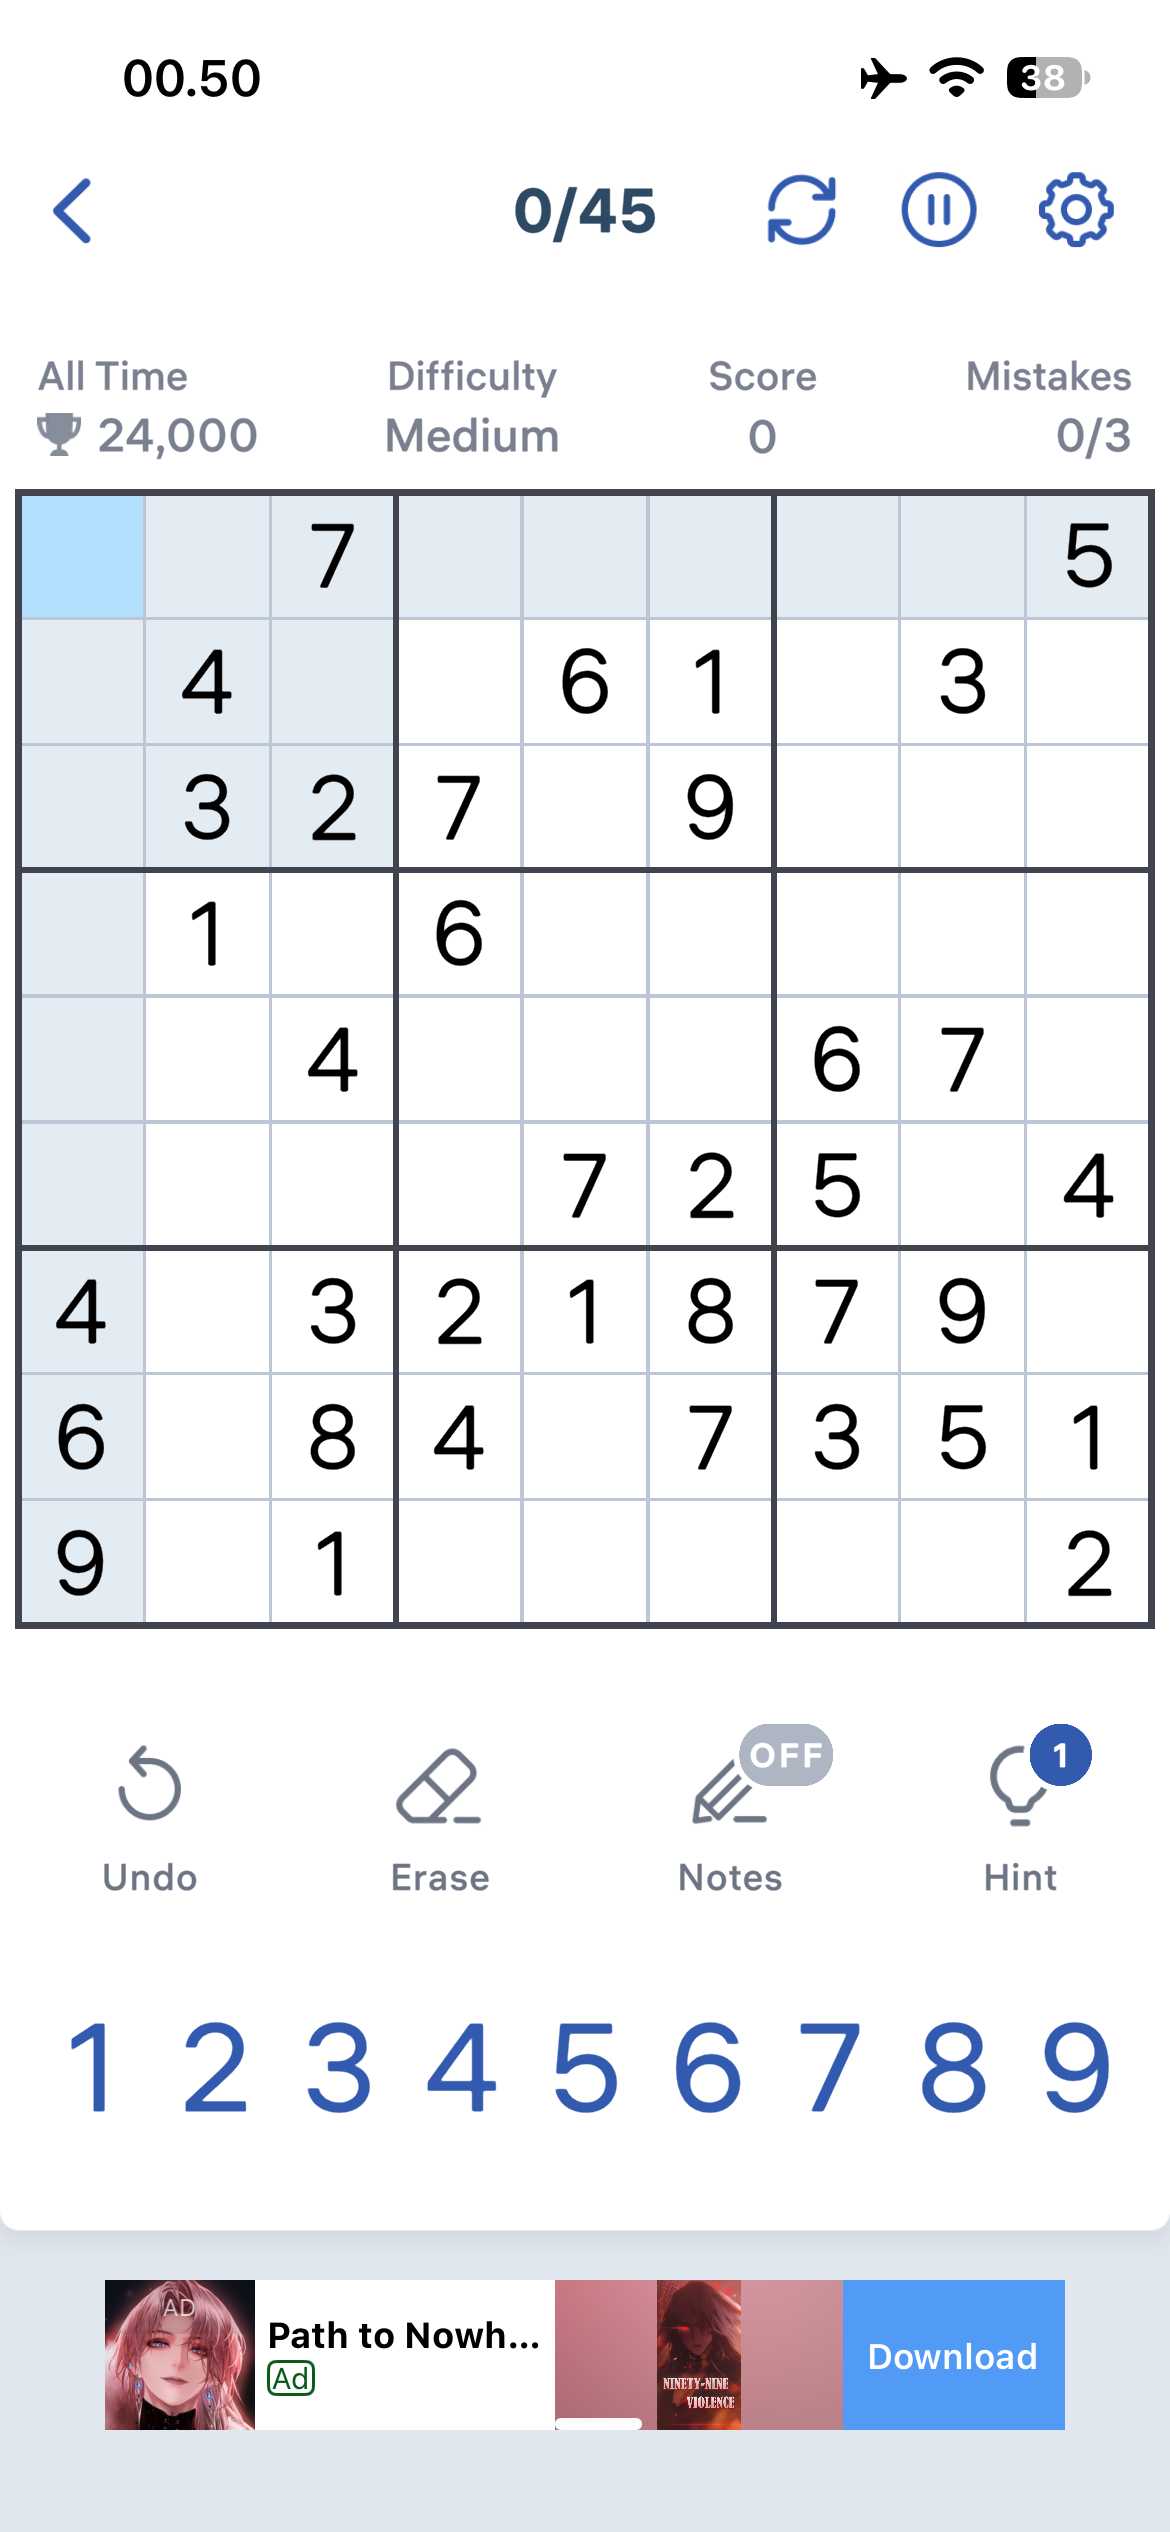 00.50
38
0/45
All Time
Difficulty
Score
Mistakes
24,000
Medium
0
0/3
7 5
4 6 1 3
3 2 7 9
1 6
4 6 7
7 2 5 4
4 3 2 1 8 7 9
6 8 4 7 3 5 1
9 1 2
OFF
1
Undo
Erase
Notes
Hint
1 2 3 4 5 6 7 8 9
AD
Path to Nowh...
Ad
NINETY-NINE
VIOLENCE
Download